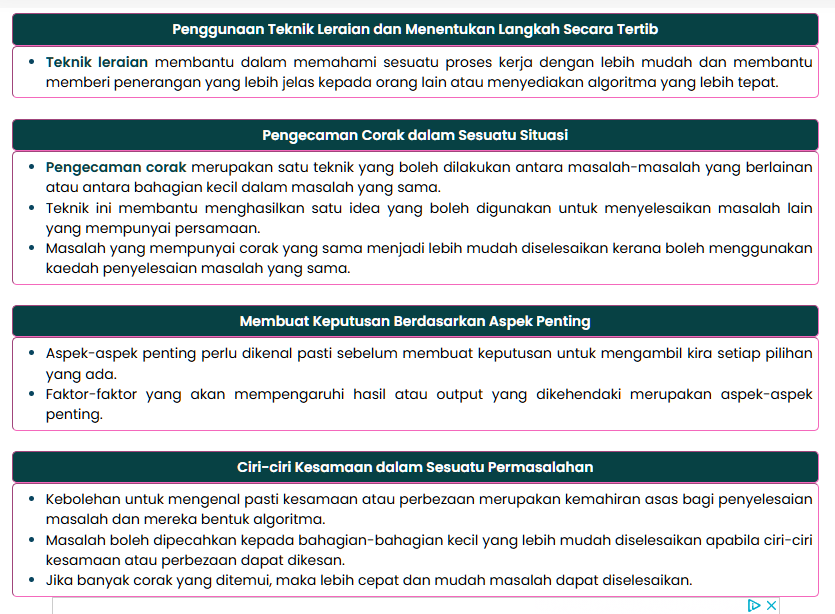 Penggunaan Teknik Leraian dan Menentukan Langkah Secara Tertib
• Teknik leraian membantu dalam memahami sesuatu proses kerja dengan lebih mudah dan membantu
memberi penerangan yang lebih jelas kepada orang lain atau menyediakan algoritma yang lebih tepat.
Pengecaman Corak dalam Sesuatu Situasi
• Pengecaman corak merupakan satu teknik yang boleh dilakukan antara masalah-masalah yang berlainan
atau antara bahagian kecil dalam masalah yang sama.
• Teknik ini membantu menghasilkan satu idea yang boleh digunakan untuk menyelesaikan masalah lain
yang mempunyai persamaan.
• Masalah yang mempunyai corak yang sama menjadi lebih mudah diselesaikan kerana boleh menggunakan
kaedah penyelesaian masalah yang sama.
Membuat Keputusan Berdasarkan Aspek Penting
• Aspek-aspek penting perlu dikenal pasti sebelum membuat keputusan untuk mengambil kira setiap pilihan
yang ada.
• Faktor-faktor yang akan mempengaruhi hasil atau output yang dikehendaki merupakan aspek-aspek
penting.
Ciri-ciri Kesamaan dalam Sesuatu Permasalahan
• Kebolehan untuk mengenal pasti kesamaan atau perbezaan merupakan kemahiran asas bagi penyelesaian
masalah dan mereka bentuk algoritma.
• Masalah boleh dipecahkan kepada bahagian-bahagian kecil yang lebih mudah diselesaikan apabila ciri-ciri
kesamaan atau perbezaan dapat dikesan.
• Jika banyak corak yang ditemui, maka lebih cepat dan mudah masalah dapat diselesaikan.